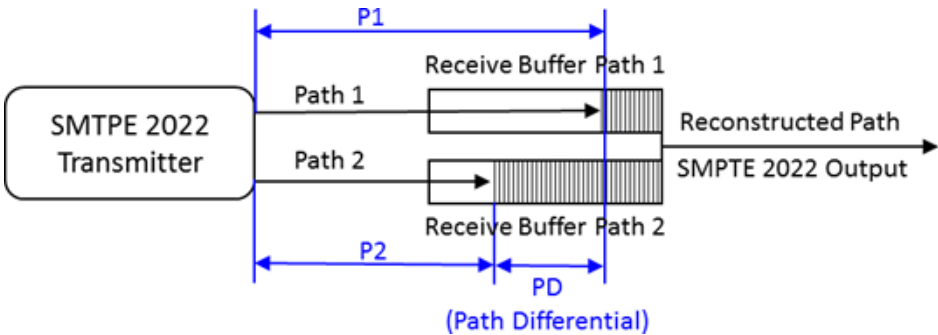 P1
Receive Buffer Path 1
Path 1
SMTPE 2022
Transmitter
Reconstructed Path
Path 2
SMPTE 2022 Output
Receive Buffer Path 2
P2
PD
(Path Differential)